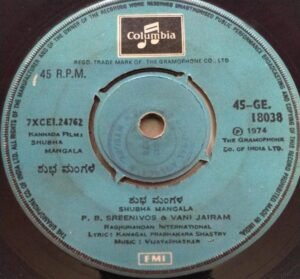 Columbia
REGD. TRADE MARK OF THE GRAMOPHONE CO., LTD.
45 R.P.M.
45-GE.
18038
7XCEI.24762
Ⓟ 1974
KANNADA FILM:
SHUBHA
MANGALA
THE GRAMOPHONE
CO. OF INDIA LTD.
ಶುಭ ಮಂಗಳ
ಶುಭ ಮಂಗಳ
SHUBHA MANGALA
P. B. SREENIVOS & VANI JAIRAM
RAGHUNANDAN INTERNATIONAL
LYRIC: KANAGAL PRABHAKARA SHASTRY
MUSIC: VIJAYABHASKAR
EMI